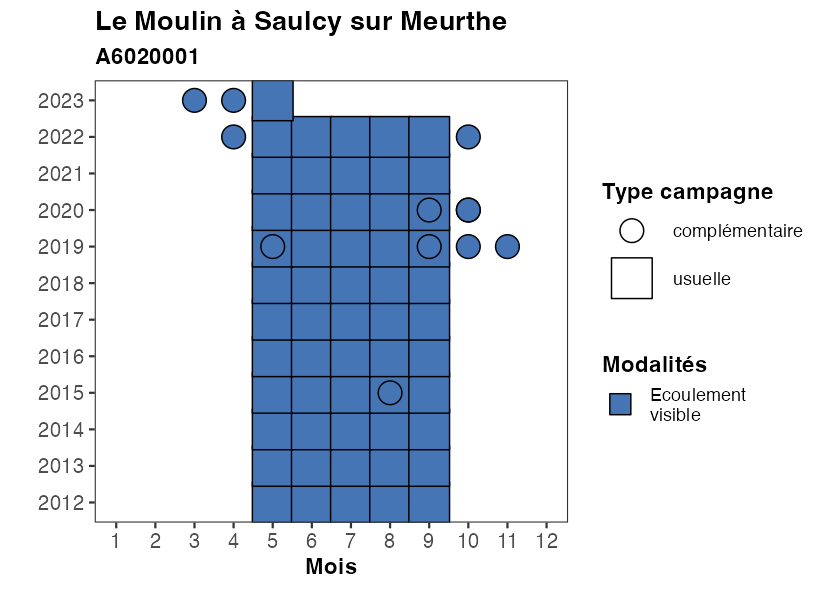 Le Moulin à Saulcy sur Meurthe
A6020001
2023
2022
2021
2020
2019
2018
2017
2016
2015
2014
2013
2012
1 2 3 4 5 6 7 8 9 10 11 12
Mois
Type campagne
complémentaire
usuelle
Modalités
Ecoulement
visible